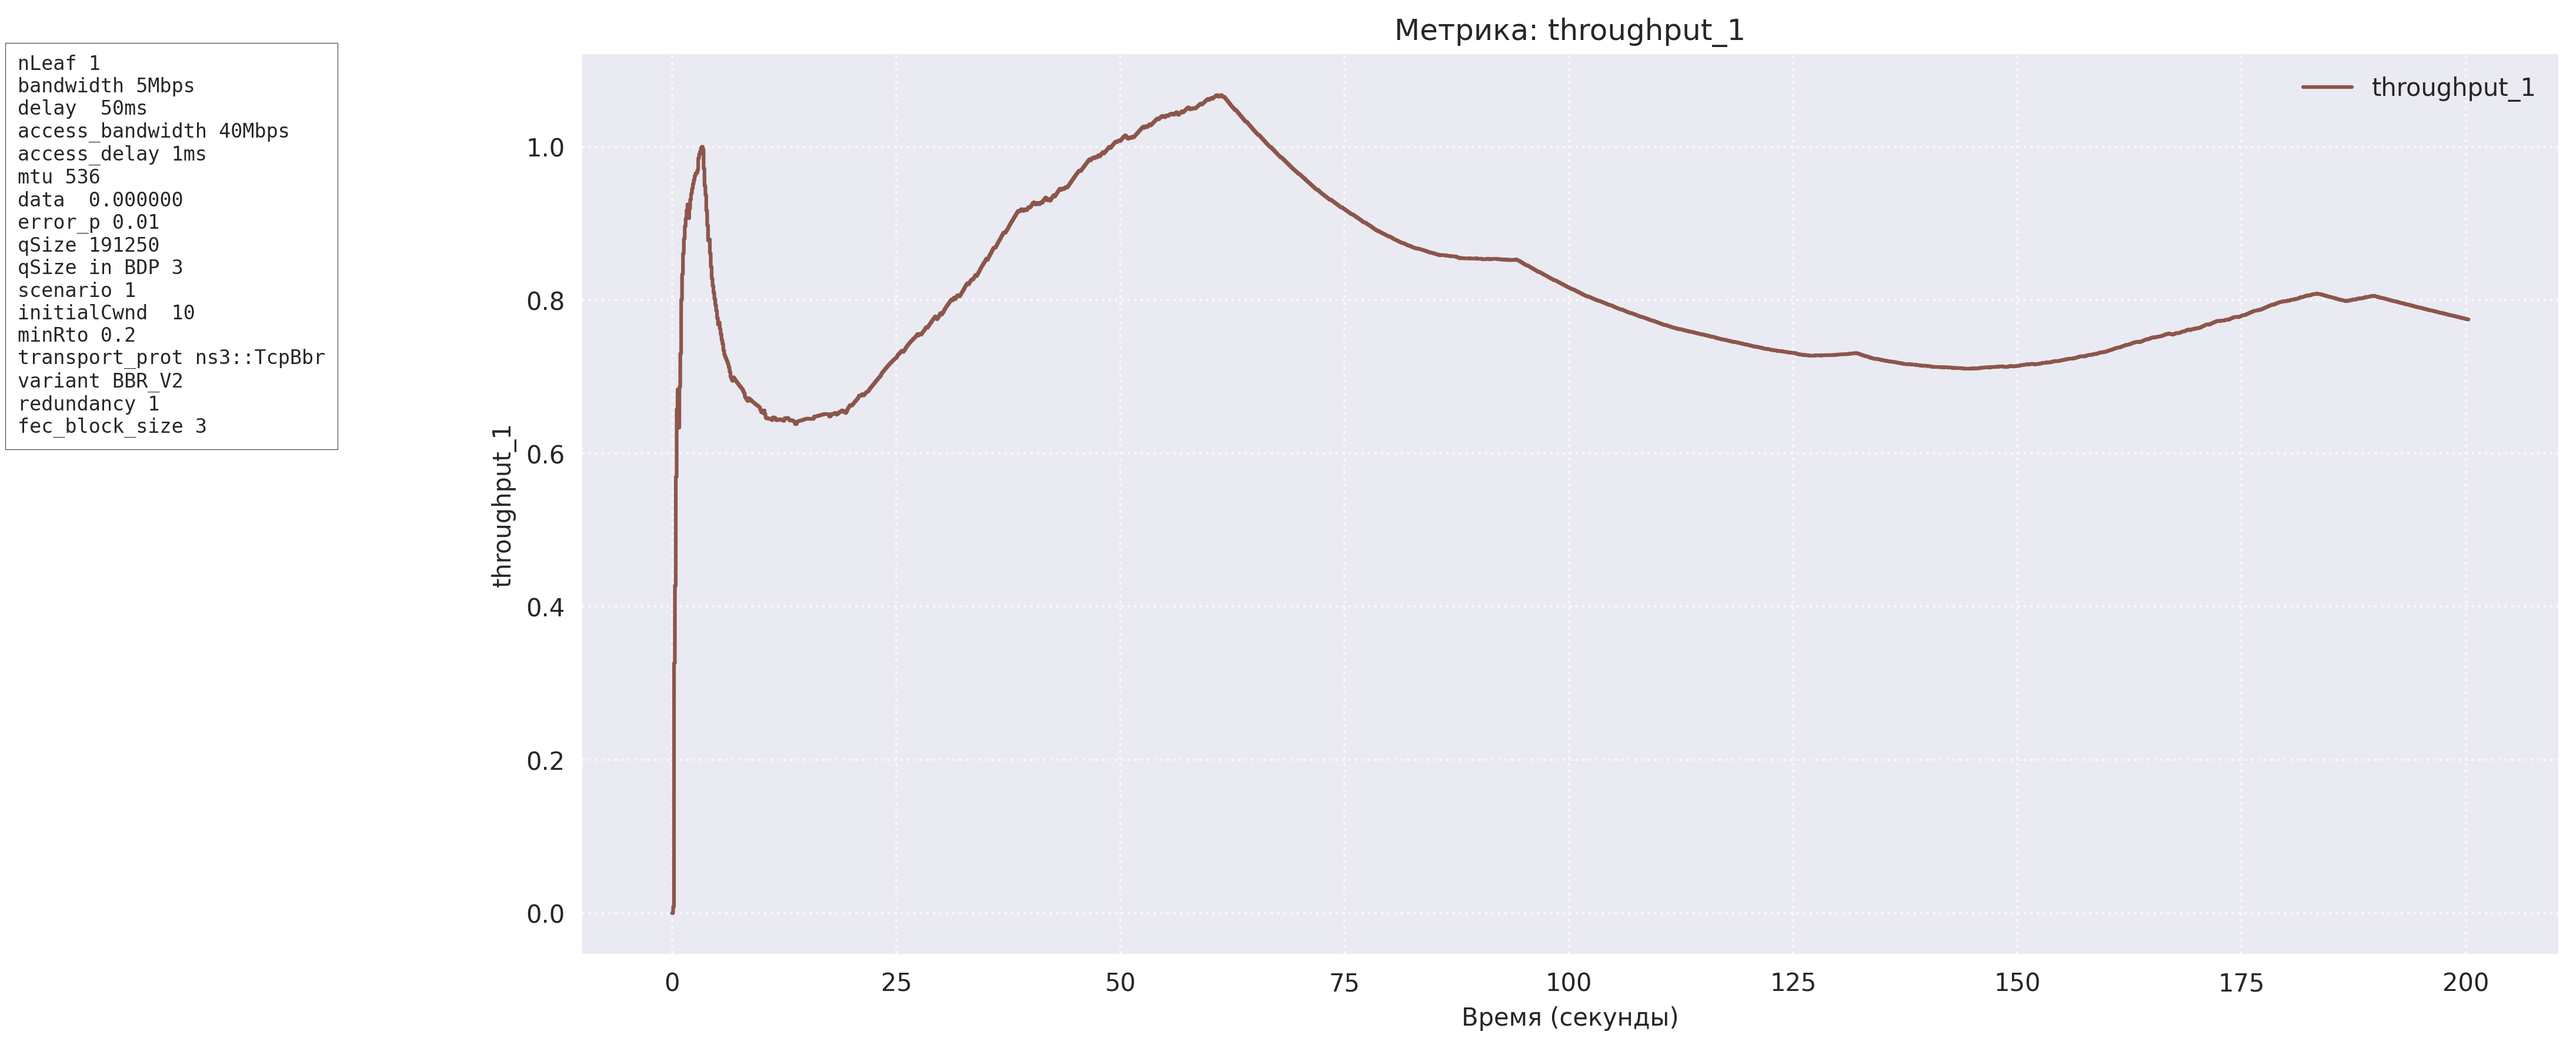 Метрика: throughput_1
nLeaf 1
bandwidth 5Mbps
delay  50ms
access_bandwidth 40Mbps
access_delay 1ms
mtu 536
data  0.000000
error_p 0.01
qSize 191250
qSize in BDP 3
scenario 1
initialCwnd  10
minRto 0.2
transport_prot ns3::TcpBbr
variant BBR_V2
redundancy 1
fec_block_size 3
throughput_1
throughput_1
1.0
0.8
0.6
0.4
0.2
0.0
0 25 50 75 100 125 150 175 200
Время (секунды)